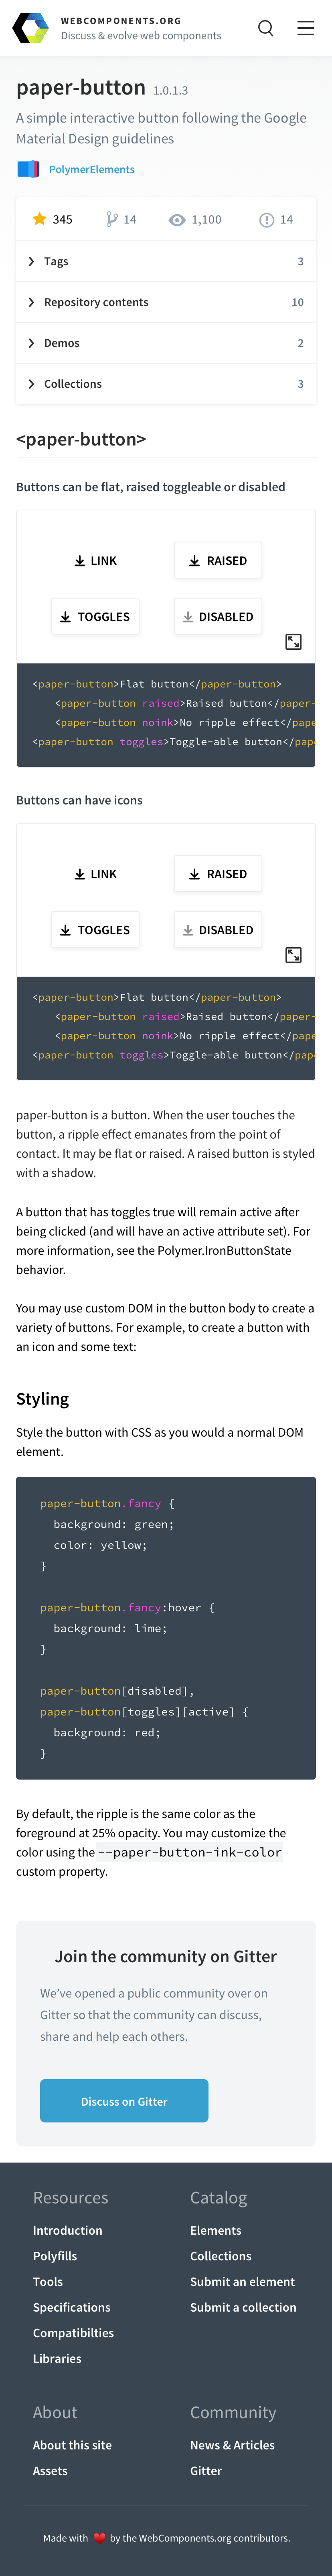 WEBCOMPONENTS.ORG
Discuss & evolve web components
paper-button 1.0.1.3
A simple interactive button following the Google
Material Design guidelines
PolymerElements
345 14 1,100 14
Tags 3
Repository contents 10
Demos 2
Collections 3
<paper-button>
Buttons can be flat, raised toggleable or disabled
LINK RAISED
TOGGLES DISABLED
<paper-button>Flat button</paper-button>
<paper-button raised>Raised button</paper-
<paper-button noink>No ripple effect</pape
<paper-button toggles>Toggle-able button</pap
Buttons can have icons
LINK RAISED
TOGGLES DISABLED
<paper-button>Flat button</paper-button>
<paper-button raised>Raised button</paper-
<paper-button noink>No ripple effect</pape
<paper-button toggles>Toggle-able button</pap
paper-button is a button. When the user touches the
button, a ripple effect emanates from the point of
contact. It may be flat or raised. A raised button is styled
with a shadow.
A button that has toggles true will remain active after
being clicked (and will have an active attribute set). For
more information, see the Polymer.IronButtonState
behavior.
You may use custom DOM in the button body to create a
variety of buttons. For example, to create a button with
an icon and some text:
Styling
Style the button with CSS as you would a normal DOM
element.
paper-button.fancy {
background: green;
color: yellow;
}
paper-button.fancy:hover {
background: lime;
}
paper-button[disabled],
paper-button[toggles][active] {
background: red;
}
By default, the ripple is the same color as the
foreground at 25% opacity. You may customize the
color using the --paper-button-ink-color
custom property.
Join the community on Gitter
We've opened a public community over on
Gitter so that the community can discuss,
share and help each others.
Discuss on Gitter
Resources
Introduction
Polyfills
Tools
Specifications
Compatibilties
Libraries
Catalog
Elements
Collections
Submit an element
Submit a collection
About
About this site
Assets
Community
News & Articles
Gitter
Made with ❤️ by the WebComponents.org contributors.